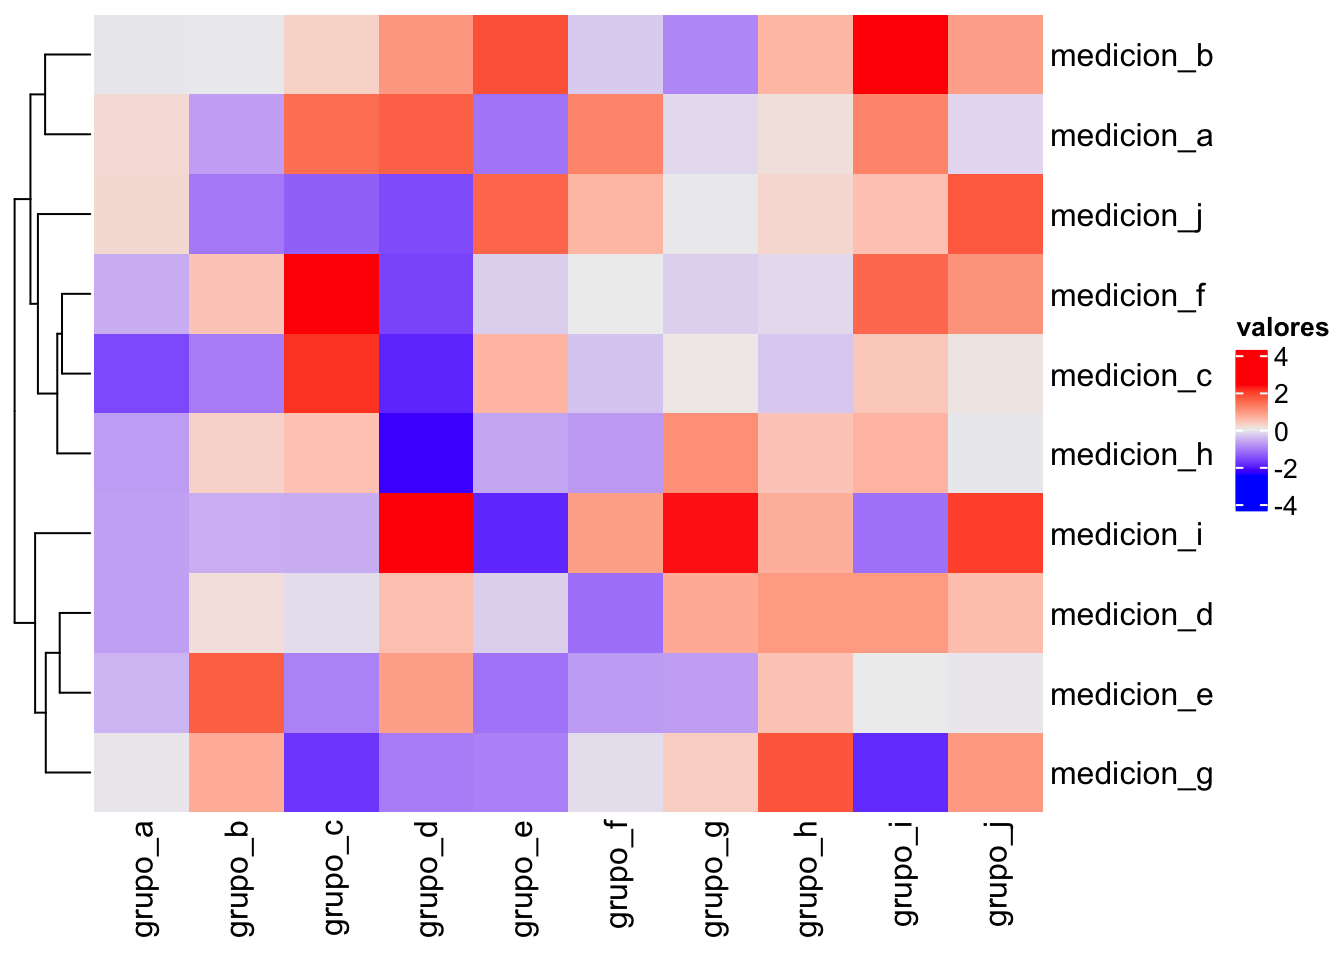 medicion_b
medicion_a
medicion_j
medicion_f
medicion_c
medicion_h
medicion_i
medicion_d
medicion_e
medicion_g
valores
4
2
0
-2
-4
grupo_a
grupo_b
grupo_c
grupo_d
grupo_e
grupo_f
grupo_g
grupo_h
grupo_i
grupo_j